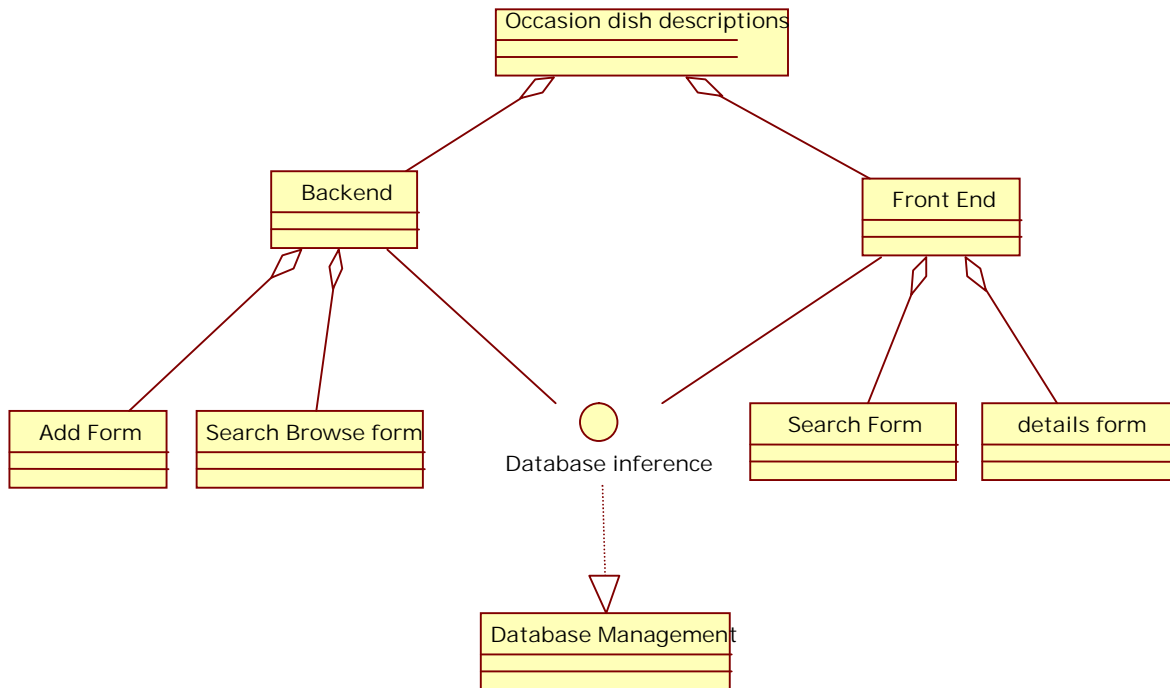 Occasion dish descriptions
Backend
Front End
Add Form
Search Browse form
Database inference
Search Form
details form
Database Management